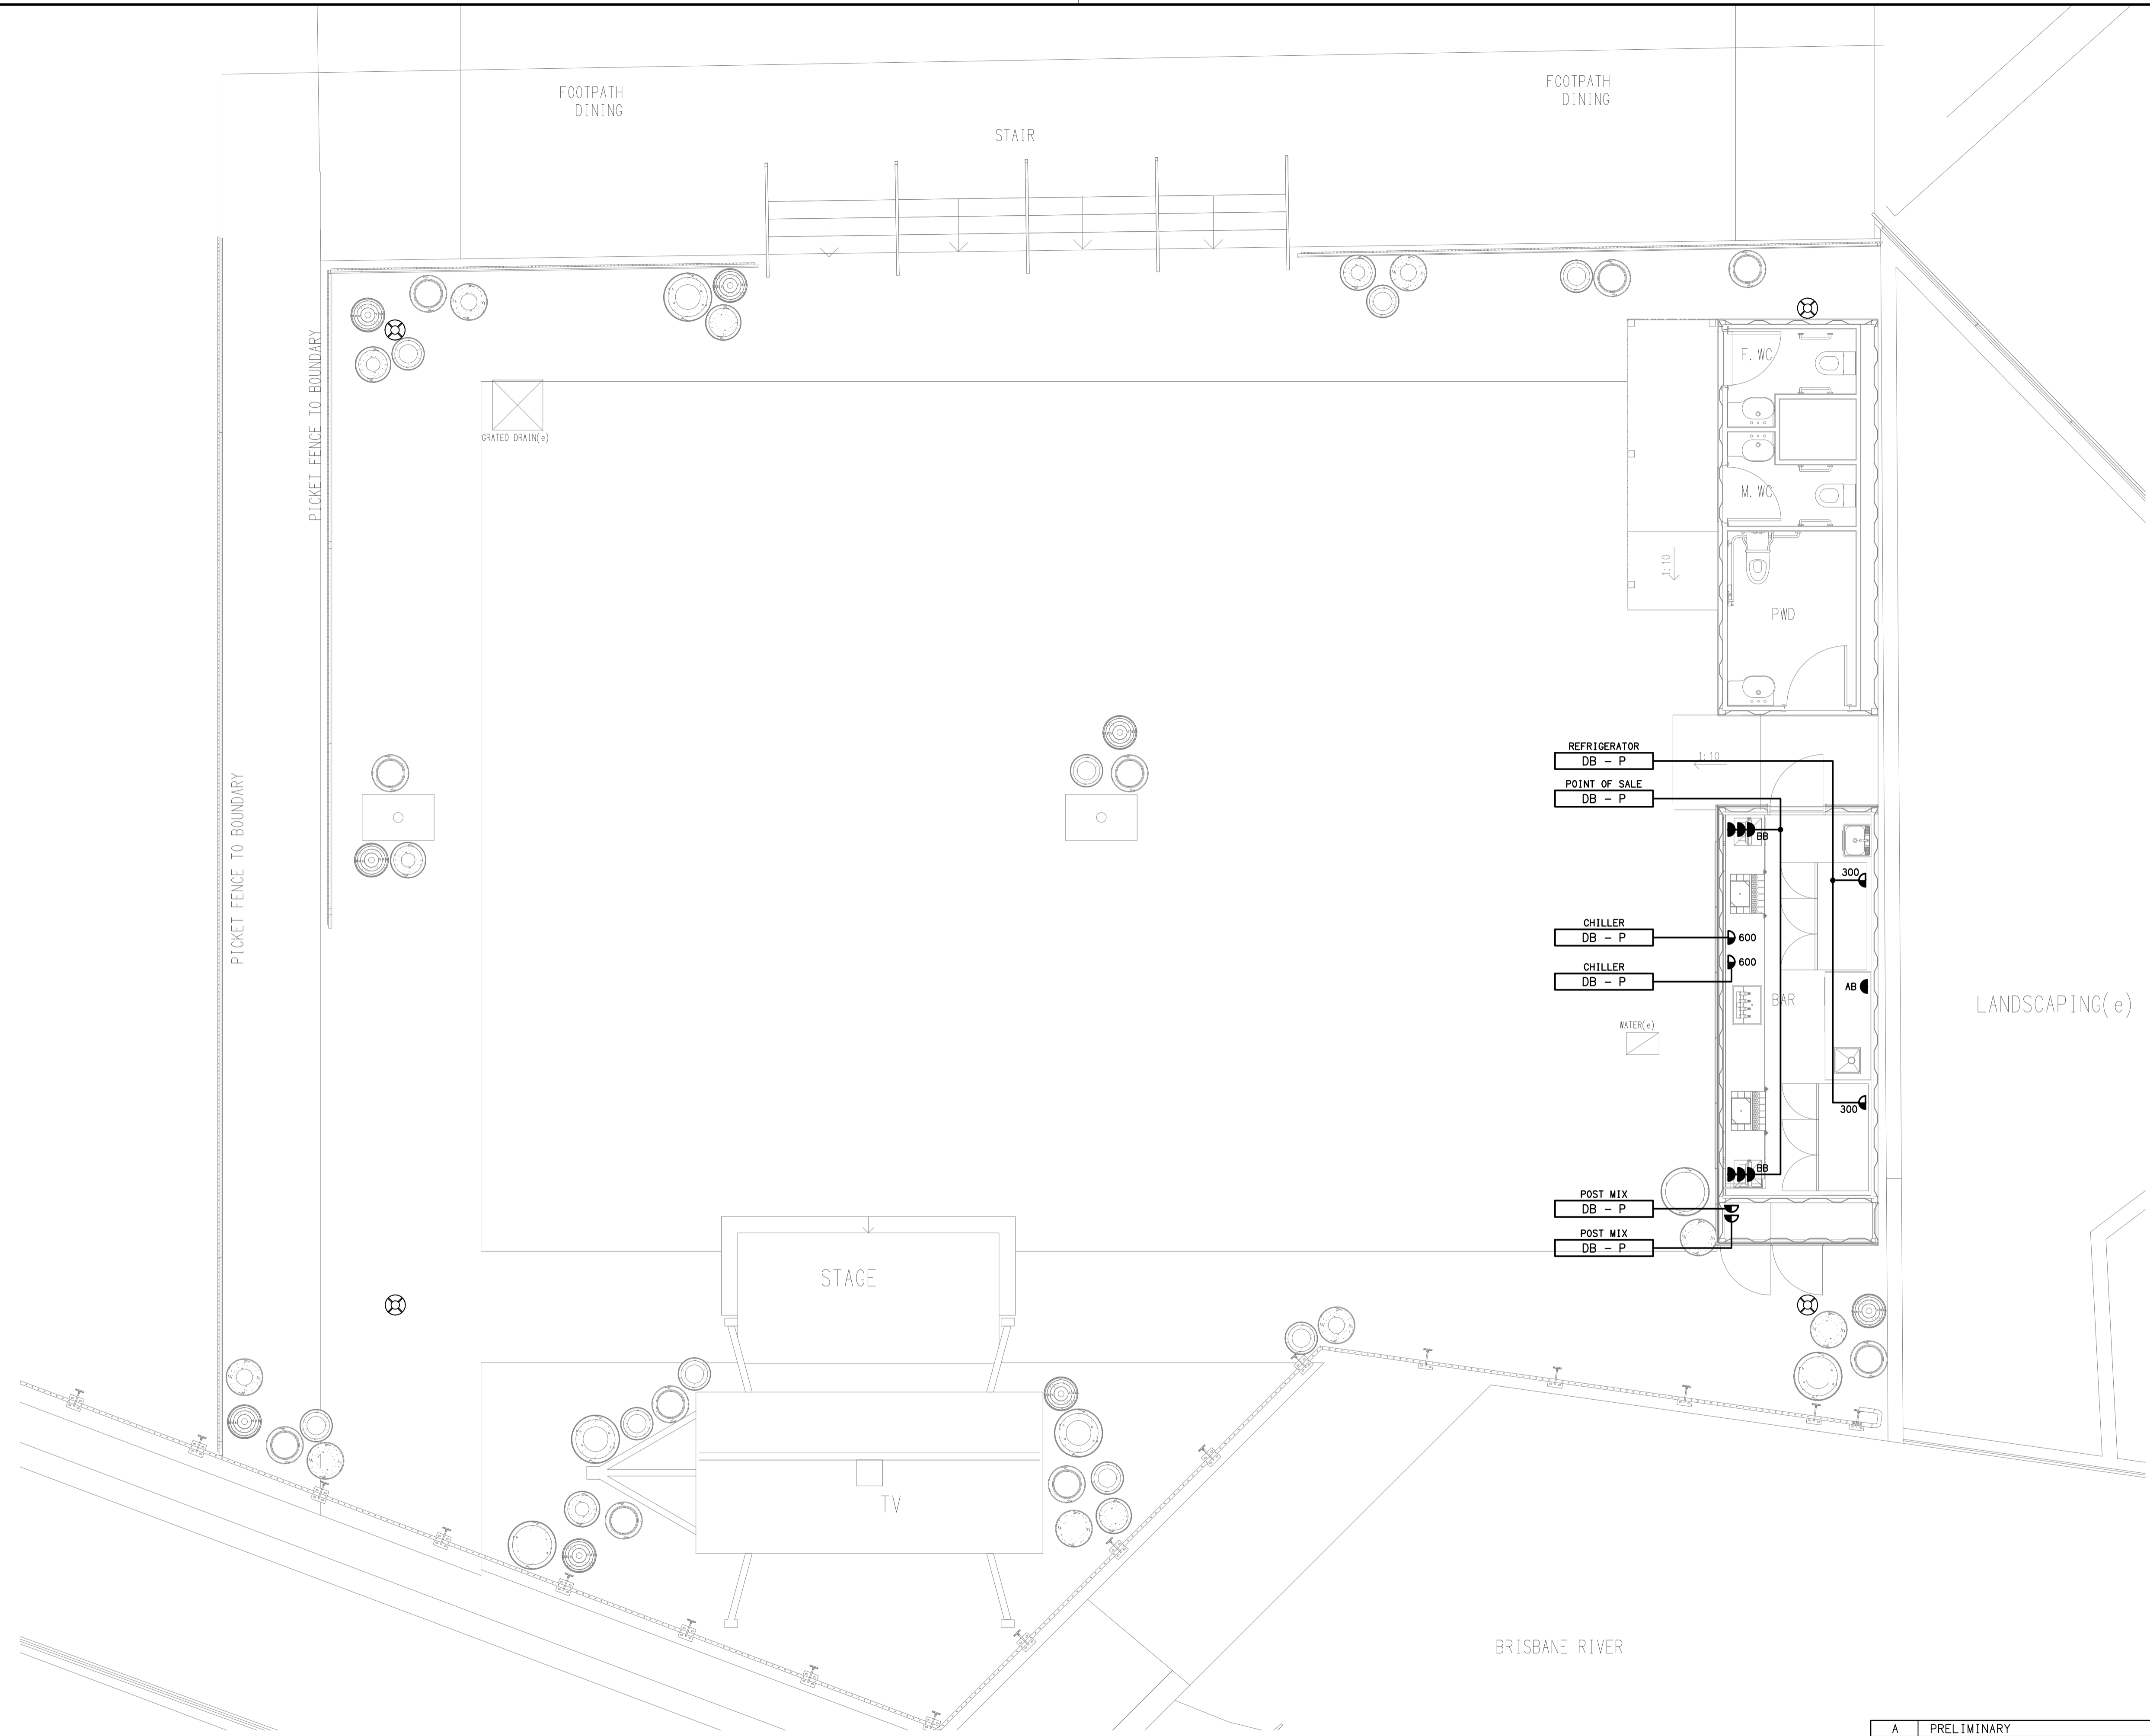 FOOTPATH
DINING
FOOTPATH
DINING
STAIR
PICKET FENCE TO BOUNDARY
F. WC
GRATED DRAIN(e)
M. WC
1:10
PWD
REFRIGERATOR
DB - P
1:10
POINT OF SALE
DB - P
PICKET FENCE TO BOUNDARY
BB
300
CHILLER
DB - P
600
CHILLER
DB - P
600
AB
BAR
LANDSCAPING(e)
WATER(e)
300
BB
POST MIX
DB - P
POST MIX
DB - P
STAGE
TV
BRISBANE RIVER
A PRELIMINARY